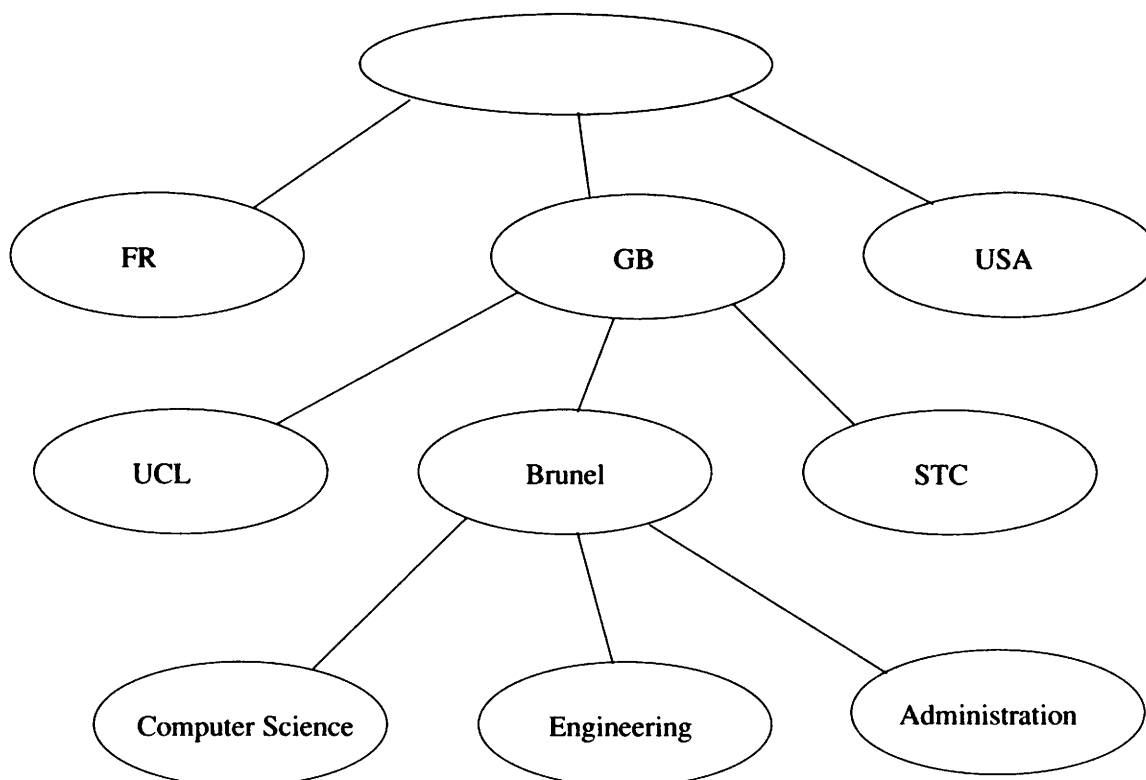 FR
GB
USA
UCL
Brunel
STC
Computer Science
Engineering
Administration